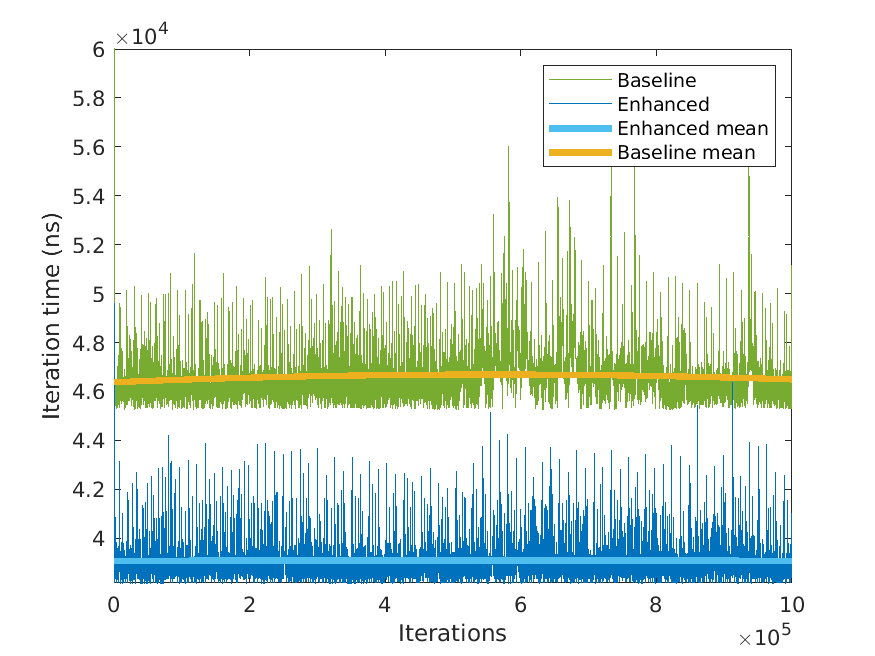 ×10⁴
6
5.8
5.6
5.4
5.2
5
4.8
4.6
4.4
4.2
4
Iteration time (ns)
Baseline
Enhanced
Enhanced mean
Baseline mean
0 2 4 6 8 10
Iterations
×10⁵